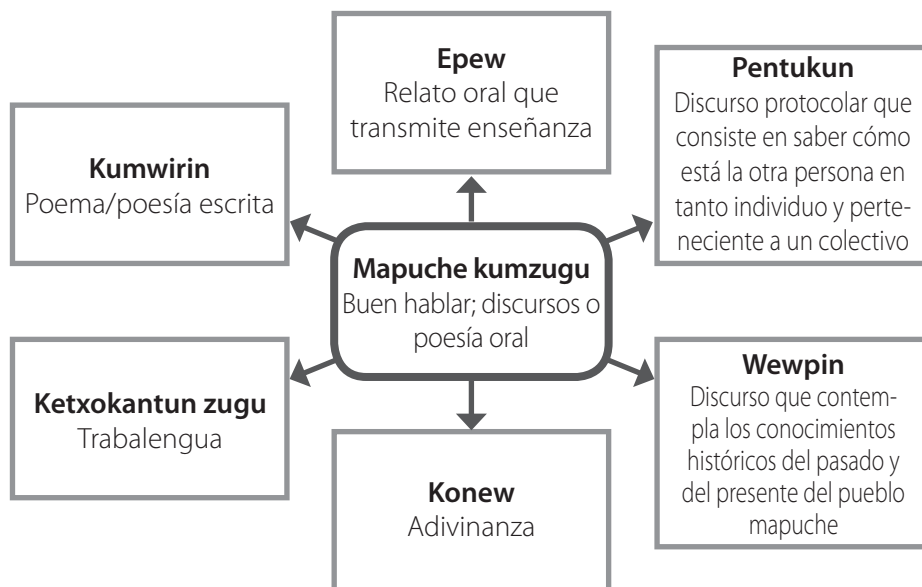 Epew
Relato oral que
transmite enseñanza
Pentukun
Discurso protocolar que
consiste en saber cómo
está la otra persona en
tanto individuo y perte-
neciente a un colectivo
Kumwirin
Poema/poesía escrita
Mapuche kumzugu
Buen hablar; discursos o
poesía oral
Ketxokantun zugu
Trabalengua
Wewpin
Discurso que contem-
pla los conocimientos
históricos del pasado y
del presente del pueblo
mapuche
Konew
Adivinanza